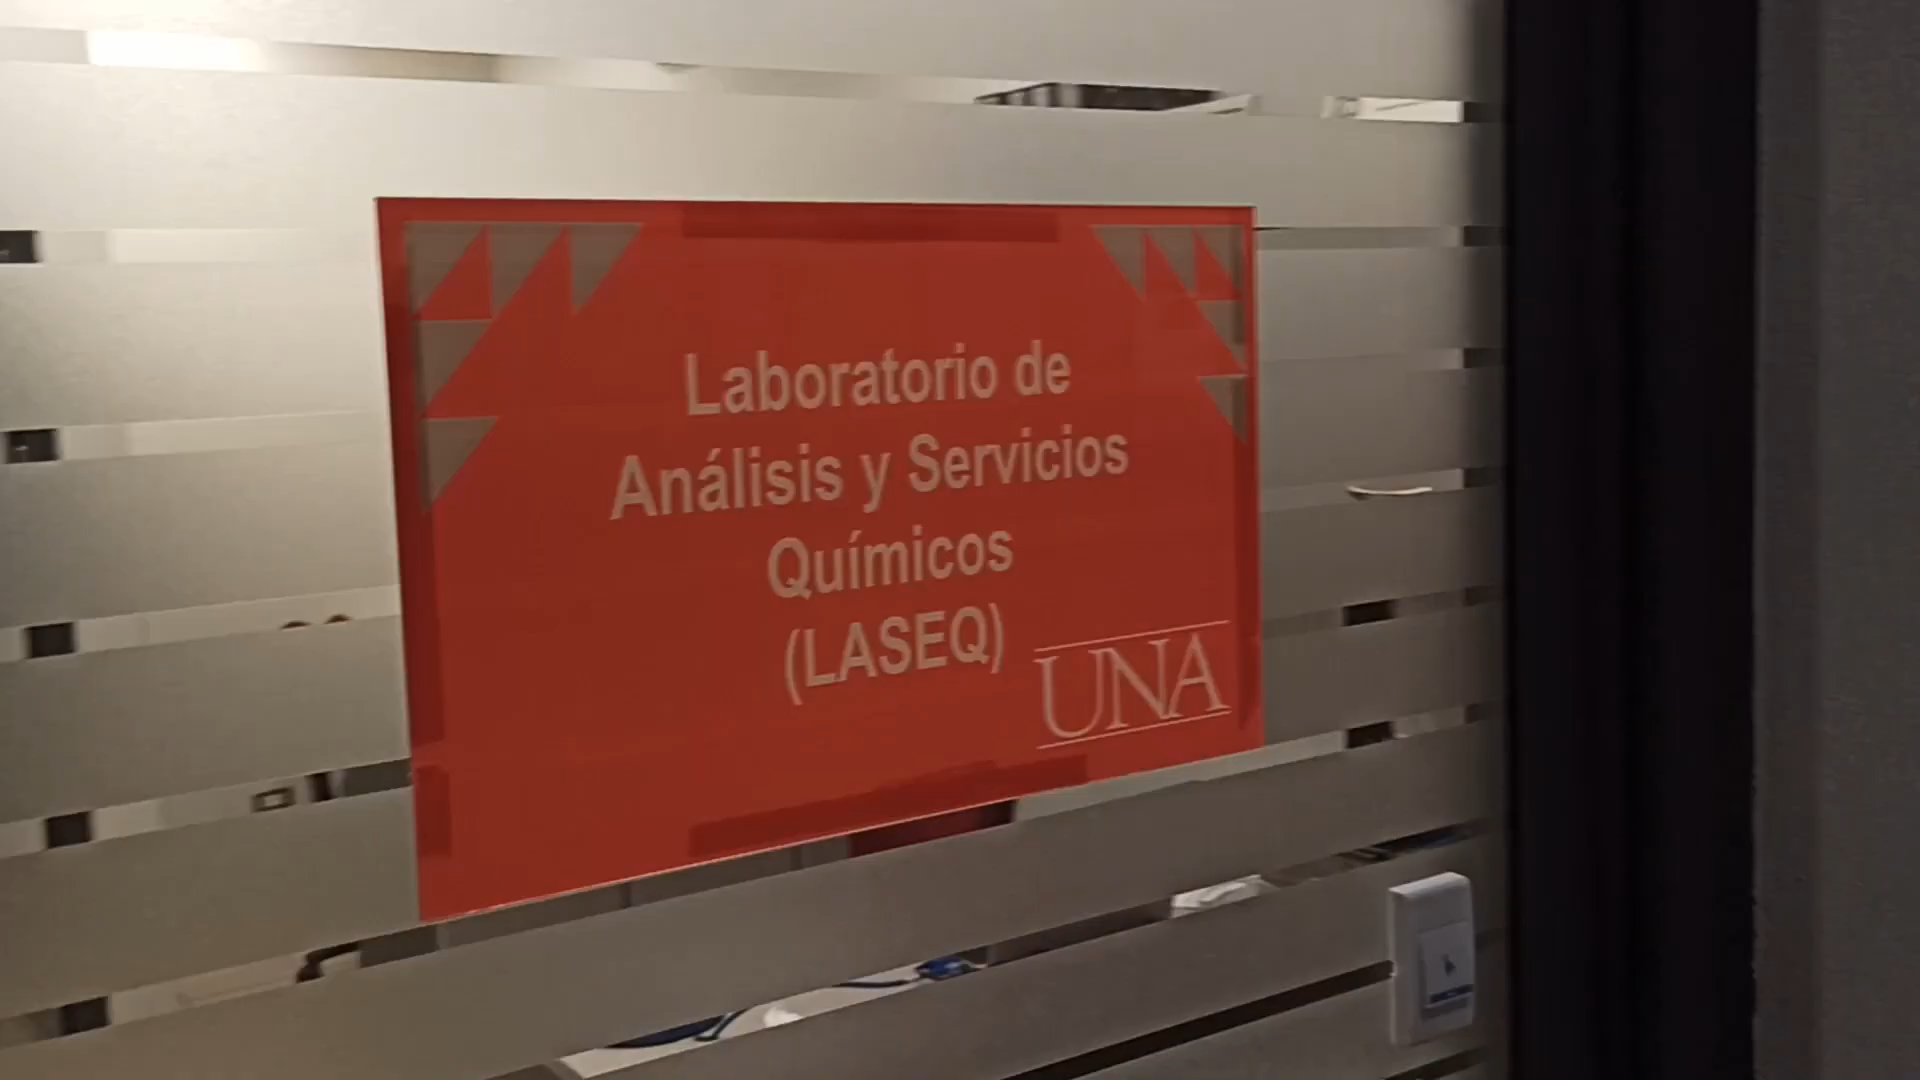 Laboratorio de
Análisis y Servicios
Químicos
(LASEQ)
UNA